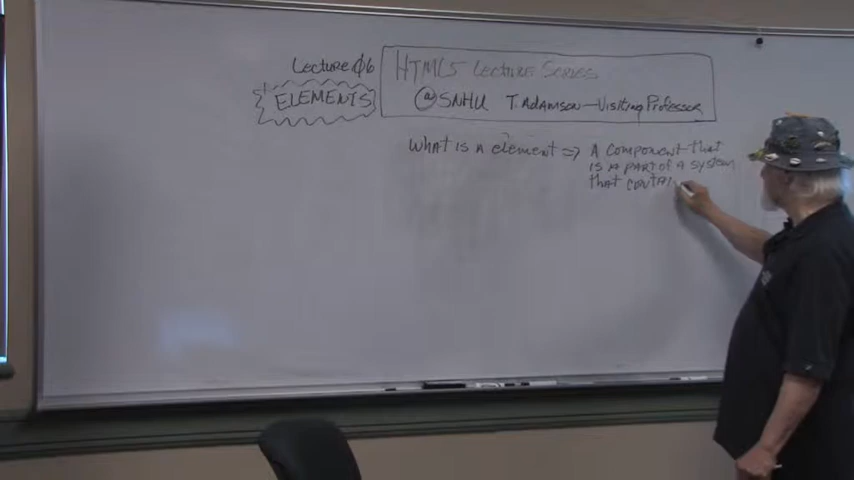 Lecture 06
ELEMENTS
HTML5 Lecture Series
@SNHU T. Adamson — Visiting Professor
What is a element => A component that
is a part of a system
that contai